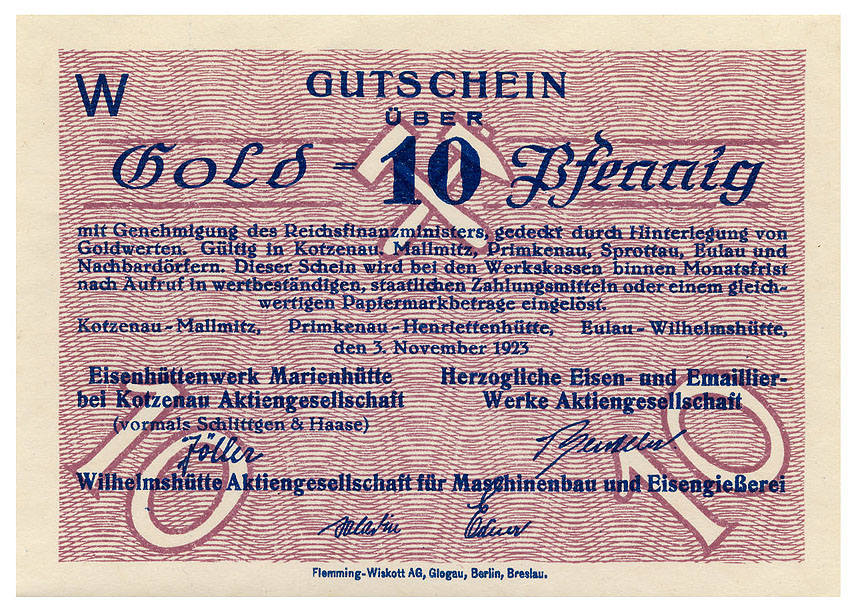 W
GUTSCHEIN
ÜBER
Gold - 10 Pfennig
mit Genehmigung des Reichsfinanzministers, gedeckt durch Hinterlegung von
Goldwerten. Gültig in Kotzenau, Mallmitz, Primkenau, Sprottau, Eulau und
Nachbardörfern. Dieser Schein wird bei den Werkskassen binnen Monatsfrist
nach Aufruf in wertbeständigen, staatlichen Zahlungsmitteln oder einem gleich-
wertigen Papiermarkbetrage eingelöst.
Kotzenau-Mallmitz, Primkenau-Henriettenhütte, Eulau-Wilhelmshütte,
den 3. November 1923
Eisenhüttenwerk Marienhütte
bei Kotzenau Aktiengesellschaft
(vormals Schlittgen & Haase)
Herzogliche Eisen- und Emaillier-
Werke Aktiengesellschaft
10
10
Wilhelmshütte Aktiengesellschaft für Maschinenbau und Eisengießerei
Flemming-Wiskott AG, Glogau, Berlin, Breslau.